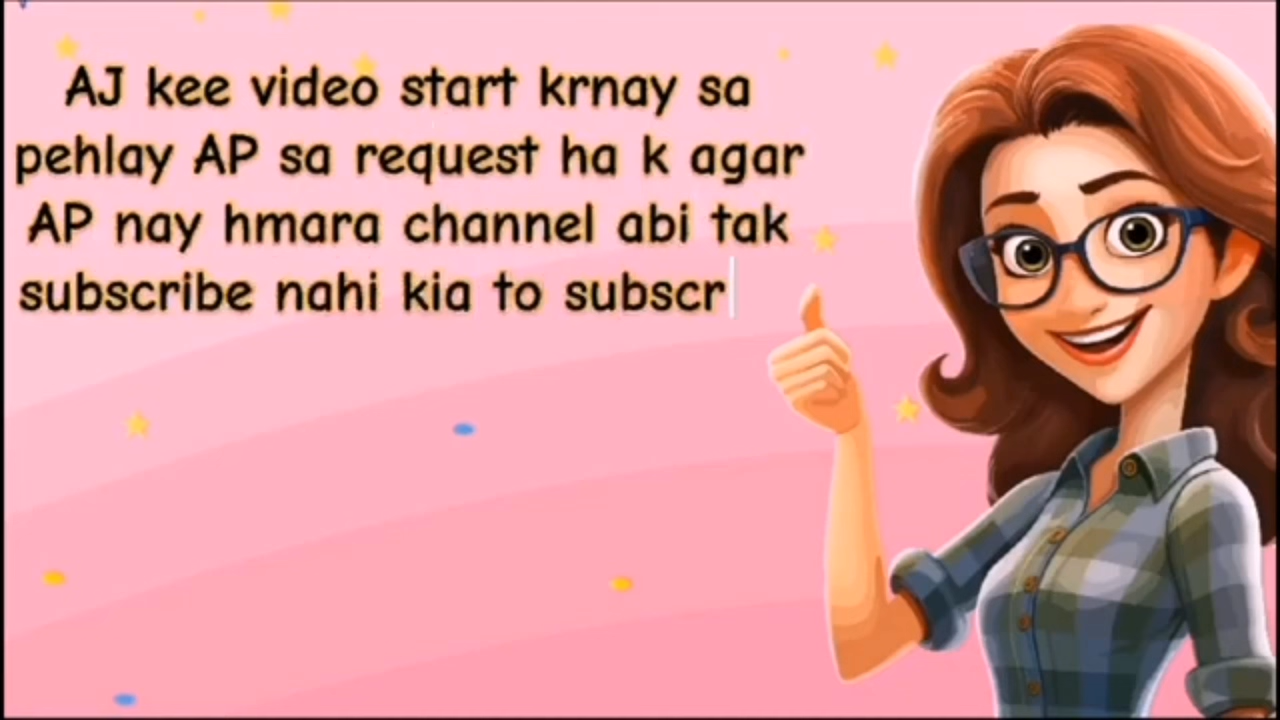 AJ kee video start krnay sa
pehlay AP sa request ha k agar
AP nay hmara channel abi tak
subscribe nahi kia to subscr